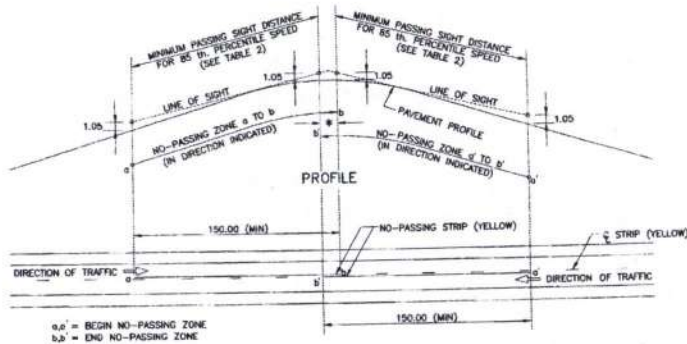 MINIMUM PASSING SIGHT DISTANCE
FOR 85 th. PERCENTILE SPEED
(SEE TABLE 2)
MINIMUM PASSING SIGHT DISTANCE
FOR 85 th. PERCENTILE SPEED
(SEE TABLE 2)
1.05
1.05
LINE OF SIGHT
LINE OF SIGHT
1.05
1.05
PAVEMENT PROFILE
b
*
b'
NO-PASSING ZONE a TO b
(IN DIRECTION INDICATED)
NO-PASSING ZONE a' TO b'
(IN DIRECTION INDICATED)
a
a'
PROFILE
150.00 (MIN)
NO-PASSING STRIP (YELLOW)
℄ STRIP (YELLOW)
DIRECTION OF TRAFFIC
a
b'
b
a'
DIRECTION OF TRAFFIC
150.00 (MIN)
a,a' = BEGIN NO-PASSING ZONE
b,b' = END NO-PASSING ZONE